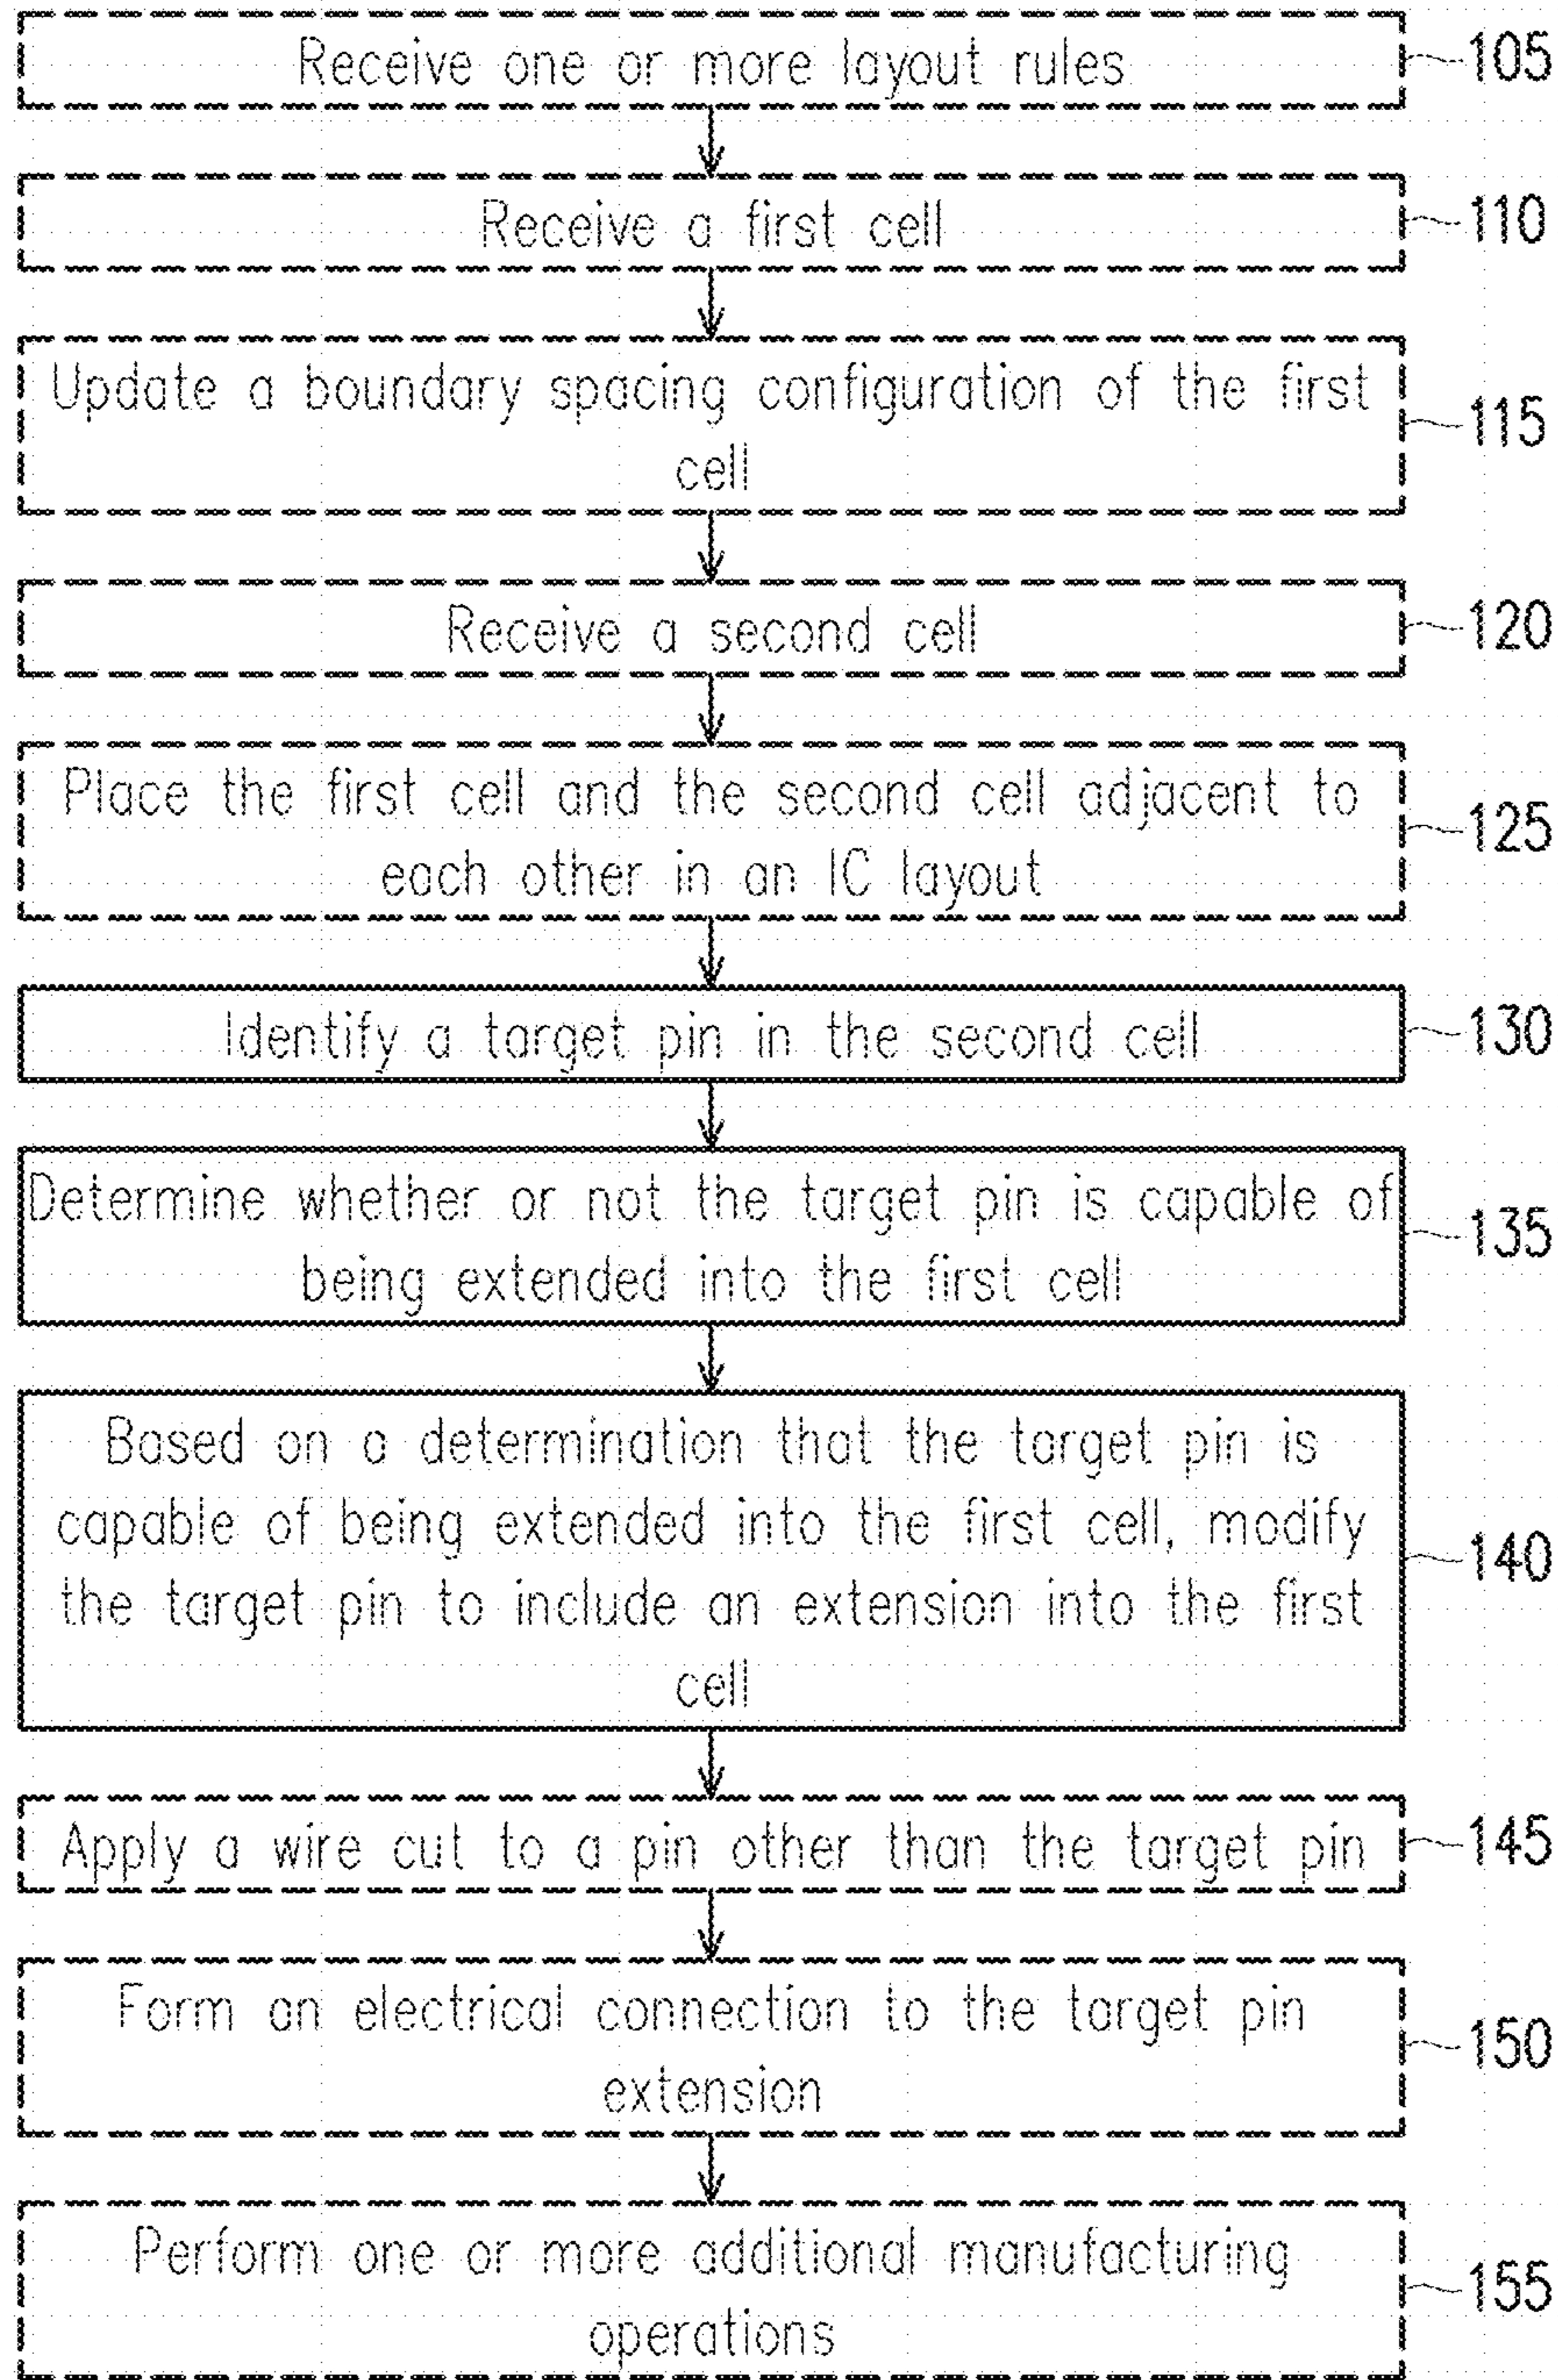 Receive one or more layout rules
105
Receive a first cell
110
Update a boundary spacing configuration of the first
cell
115
Receive a second cell
120
Place the first cell and the second cell adjacent to
each other in an IC layout
125
Identify a target pin in the second cell
130
Determine whether or not the target pin is capable of
being extended into the first cell
135
Based on a determination that the target pin is
capable of being extended into the first cell, modify
the target pin to include an extension into the first
cell
140
Apply a wire cut to a pin other than the target pin
145
Form an electrical connection to the target pin
extension
150
Perform one or more additional manufacturing
operations
155